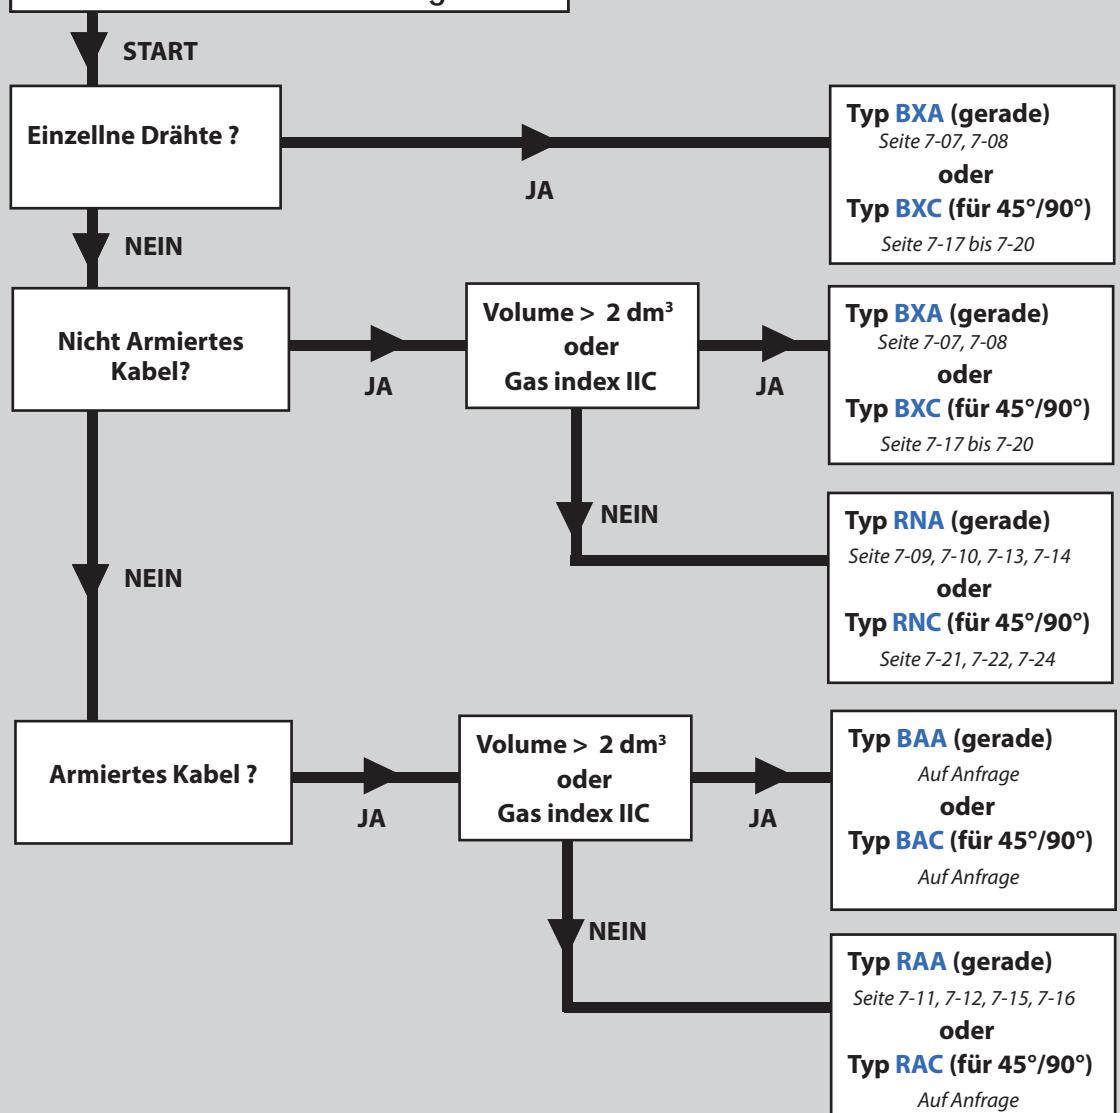 START
Einzellne Drähte ?
JA
Typ BXA (gerade)
Seite 7-07, 7-08
oder
Typ BXC (für 45°/90°)
Seite 7-17 bis 7-20
NEIN
Nicht Armiertes
Kabel?
JA
Volume > 2 dm³
oder
Gas index IIC
JA
Typ BXA (gerade)
Seite 7-07, 7-08
oder
Typ BXC (für 45°/90°)
Seite 7-17 bis 7-20
NEIN
Typ RNA (gerade)
Seite 7-09, 7-10, 7-13, 7-14
oder
Typ RNC (für 45°/90°)
Seite 7-21, 7-22, 7-24
NEIN
Armiertes Kabel ?
JA
Volume > 2 dm³
oder
Gas index IIC
JA
Typ BAA (gerade)
Auf Anfrage
oder
Typ BAC (für 45°/90°)
Auf Anfrage
NEIN
Typ RAA (gerade)
Seite 7-11, 7-12, 7-15, 7-16
oder
Typ RAC (für 45°/90°)
Auf Anfrage